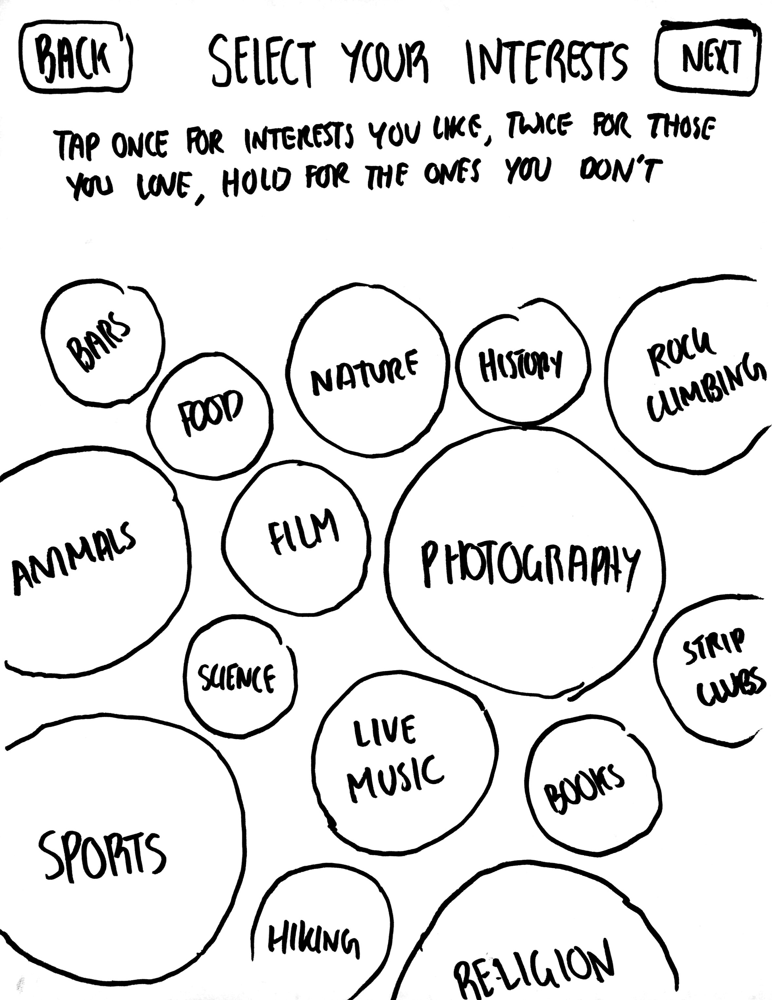 BACK
SELECT YOUR INTERESTS
NEXT
TAP ONCE FOR INTERESTS YOU LIKE, TWICE FOR THOSE
YOU LOVE, HOLD FOR THE ONES YOU DON'T
BARS
FOOD
NATURE
HISTORY
ROCK
CLIMBING
ANIMALS
FILM
PHOTOGRAPHY
STRIP
CLUBS
SCIENCE
LIVE
MUSIC
BOOKS
SPORTS
HIKING
RELIGION